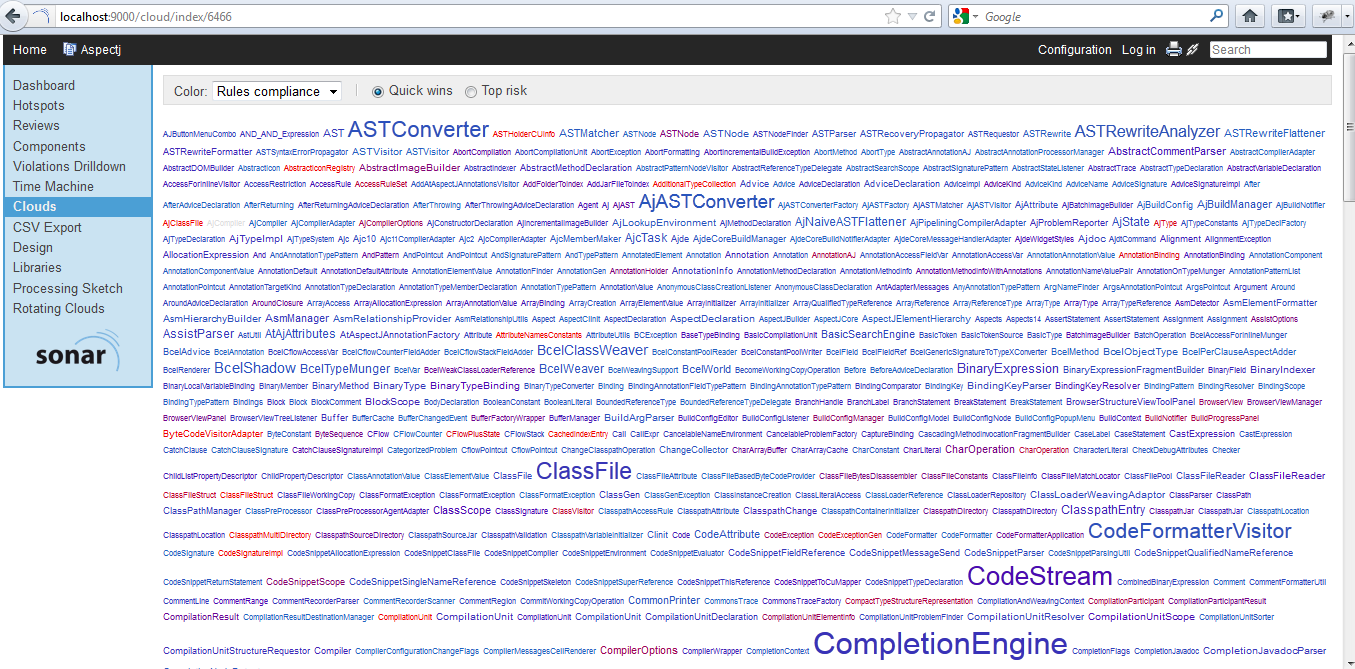 localhost:9000/cloud/index/6466
Google
Home Aspectj
Configuration Log in Search
Dashboard
Hotspots
Reviews
Components
Violations Drilldown
Time Machine
Clouds
CSV Export
Design
Libraries
Processing Sketch
Rotating Clouds
sonar
Color: Rules compliance Quick wins Top risk
AJButtonMenuCombo AND_AND_Expression AST ASTConverter ASTHolderCUInfo ASTMatcher ASTNode ASTNode ASTNode ASTNodeFinder ASTParser ASTRecoveryPropagator ASTRequestor ASTRewrite ASTRewriteAnalyzer ASTRewriteFlattener
ASTRewriteFormatter ASTSyntaxErrorPropagator ASTVisitor ASTVisitor AbortCompilation AbortCompilationUnit AbortException AbortFormatting AbortIncrementalBuildException AbortMethod AbortType AbstractAnnotationAJ AbstractAnnotationProcessorManager AbstractCommentParser AbstractCompilerAdapter
AbstractDOMBuilder AbstractIcon AbstractIconRegistry AbstractImageBuilder AbstractIndexer AbstractMethodDeclaration AbstractPatternNodeVisitor AbstractReferenceTypeDelegate AbstractSearchScope AbstractSignaturePattern AbstractStateListener AbstractTrace AbstractTypeDeclaration AbstractVariableDeclaration
AccessForInlineVisitor AccessRestriction AccessRule AccessRuleSet AddAtAspectJAnnotationsVisitor AddFolderToIndex AddJarFileToIndex AdditionalTypeCollection Advice Advice AdviceDeclaration AdviceDeclaration AdviceImpl AdviceKind AdviceKind AdviceName AdviceSignature AdviceSignatureImpl After
AfterAdviceDeclaration AfterReturning AfterReturningAdviceDeclaration AfterThrowing AfterThrowingAdviceDeclaration Agent Aj AjAST AjASTConverter AjASTConverterFactory AjASTFactory AjASTMatcher AjASTVisitor AjAttribute AjBatchImageBuilder AjBuildConfig AjBuildManager AjBuildNotifier
AjClassFile AjCompiler AjCompiler AjCompilerAdapter AjCompilerOptions AjConstructorDeclaration AjIncrementalImageBuilder AjLookupEnvironment AjMethodDeclaration AjNaiveASTFlattener AjPipeliningCompilerAdapter AjProblemReporter AjState AjType AjTypeConstants AjTypeDeclFactory
AjTypeDeclaration AjTypeImpl AjTypeSystem Ajc Ajc10 Ajc11CompilerAdapter Ajc2 AjcCompilerAdapter AjcMemberMaker AjcTask Ajde AjdeCoreBuildManager AjdeCoreBuildNotifierAdapter AjdeCoreMessageHandlerAdapter AjdeWidgetStyles Ajdoc AjdtCommand Alignment AlignmentException
AllocationExpression And AndAnnotationTypePattern AndPattern AndPointcut AndPointcut AndSignaturePattern AndTypePattern AnnotatedElement Annotation Annotation Annotation AnnotationAJ AnnotationAccessFieldVar AnnotationAccessVar AnnotationAnnotationValue AnnotationBinding AnnotationBinding AnnotationComponent
AnnotationComponentValue AnnotationDefault AnnotationDefaultAttribute AnnotationElementValue AnnotationFinder AnnotationGen AnnotationHolder AnnotationInfo AnnotationMethodDeclaration AnnotationMethodInfo AnnotationMethodInfoWithAnnotations AnnotationNameValuePair AnnotationOnTypeMunger AnnotationPatternList
AnnotationPointcut AnnotationTargetKind AnnotationTypeDeclaration AnnotationTypeMemberDeclaration AnnotationTypePattern AnnotationValue AnonymousClassCreationListener AnonymousClassDeclaration AntAdapterMessages AnyAnnotationTypePattern ArgNameFinder ArgsAnnotationPointcut ArgsPointcut Argument Around
AroundAdviceDeclaration AroundClosure ArrayAccess ArrayAllocationExpression ArrayAnnotationValue ArrayBinding ArrayCreation ArrayElementValue ArrayInitializer ArrayInitializer ArrayQualifiedTypeReference ArrayReference ArrayReferenceType ArrayType ArrayType ArrayTypeReference AsmDetector AsmElementFormatter
AsmHierarchyBuilder AsmManager AsmRelationshipProvider AsmRelationshipUtils Aspect AspectClinit AspectDeclaration AspectDeclaration AspectJBuilder AspectJCore AspectJElementHierarchy Aspects Aspects14 AssertStatement AssertStatement Assignment Assignment AssistOptions
AssistParser AstUtil AtAjAttributes AtAspectJAnnotationFactory Attribute AttributeNamesConstants AttributeUtils BCException BaseTypeBinding BasicCompilationUnit BasicSearchEngine BasicToken BasicTokenSource BasicType BatchImageBuilder BatchOperation BcelAccessForInlineMunger
BcelAdvice BcelAnnotation BcelCflowAccessVar BcelCflowCounterFieldAdder BcelCflowStackFieldAdder BcelClassWeaver BcelConstantPoolReader BcelConstantPoolWriter BcelField BcelFieldRef BcelGenericSignatureToTypeXConverter BcelMethod BcelObjectType BcelPerClauseAspectAdder
BcelRenderer BcelShadow BcelTypeMunger BcelVar BcelWeakClassLoaderReference BcelWeaver BcelWeavingSupport BcelWorld BecomeWorkingCopyOperation Before BeforeAdviceDeclaration BinaryExpression BinaryExpressionFragmentBuilder BinaryField BinaryIndexer
BinaryLocalVariableBinding BinaryMember BinaryMethod BinaryType BinaryTypeBinding BinaryTypeConverter Binding BindingAnnotationFieldTypePattern BindingAnnotationTypePattern BindingComparator BindingKey BindingKeyParser BindingKeyResolver BindingPattern BindingResolver BindingScope
BindingTypePattern Bindings Block Block BlockComment BlockScope BodyDeclaration BooleanConstant BooleanLiteral BoundedReferenceType BoundedReferenceTypeDelegate BranchHandle BranchLabel BranchStatement BreakStatement BreakStatement BrowserStructureViewToolPanel BrowserView BrowserViewManager
BrowserViewPanel BrowserViewTreeListener Buffer BufferCache BufferChangedEvent BufferFactoryWrapper BufferManager BuildArgParser BuildConfigEditor BuildConfigListener BuildConfigManager BuildConfigModel BuildConfigNode BuildConfigPopupMenu BuildContext BuildNotifier BuildProgressPanel
ByteCodeVisitorAdapter ByteConstant ByteSequence CFlow CFlowCounter CFlowPlusState CFlowStack CachedIndexEntry Call CallExpr CancelableNameEnvironment CancelableProblemFactory CaptureBinding CascadingMethodInvocationFragmentBuilder CaseLabel CaseStatement CastExpression CastExpression
CatchClause CatchClauseSignature CatchClauseSignatureImpl CategorizedProblem CflowPointcut CflowPointcut ChangeClasspathOperation ChangeCollector CharArrayBuffer CharArrayCache CharConstant CharLiteral CharOperation CharOperation CharacterLiteral CheckDebugAttributes Checker
ChildListPropertyDescriptor ChildPropertyDescriptor ClassAnnotationValue ClassElementValue ClassFile ClassFile ClassFileAttribute ClassFileBasedByteCodeProvider ClassFileBytesDisassembler ClassFileConstants ClassFileInfo ClassFileMatchLocator ClassFilePool ClassFileReader ClassFileReader
ClassFileStruct ClassFileStruct ClassFileWorkingCopy ClassFormatException ClassFormatException ClassFormatException ClassGen ClassGenException ClassInstanceCreation ClassLiteralAccess ClassLoaderReference ClassLoaderRepository ClassLoaderWeavingAdaptor ClassParser ClassPath
ClassPathManager ClassPreProcessor ClassPreProcessorAgentAdapter ClassScope ClassSignature ClassVisitor ClasspathAccessRule ClasspathAttribute ClasspathChange ClasspathContainerInitializer ClasspathDirectory ClasspathDirectory ClasspathEntry ClasspathJar ClasspathJar ClasspathLocation
ClasspathLocation ClasspathMultiDirectory ClasspathSourceDirectory ClasspathSourceJar ClasspathValidation ClasspathVariableInitializer Clinit Code CodeAttribute CodeException CodeExceptionGen CodeFormatter CodeFormatter CodeFormatterApplication CodeFormatterVisitor
CodeSignature CodeSignatureImpl CodeSnippetAllocationExpression CodeSnippetClassFile CodeSnippetCompiler CodeSnippetEnvironment CodeSnippetEvaluator CodeSnippetFieldReference CodeSnippetMessageSend CodeSnippetParser CodeSnippetParsingUtil CodeSnippetQualifiedNameReference
CodeSnippetReturnStatement CodeSnippetScope CodeSnippetSingleNameReference CodeSnippetSkeleton CodeSnippetSuperReference CodeSnippetThisReference CodeSnippetToCuMapper CodeSnippetTypeDeclaration CodeStream CombinedBinaryExpression Comment CommentFormatterUtil
CommentLine CommentRange CommentRecorderParser CommentRecorderScanner CommentRegion CommitWorkingCopyOperation CommonPrinter CommonsTrace CommonsTraceFactory CompactTypeStructureRepresentation CompilationAndWeavingContext CompilationParticipant CompilationParticipantResult
CompilationResult CompilationResultDestinationManager CompilationUnit CompilationUnit CompilationUnit CompilationUnit CompilationUnitDeclaration CompilationUnitElementInfo CompilationUnitProblemFinder CompilationUnitResolver CompilationUnitScope CompilationUnitSorter
CompilationUnitStructureRequestor Compiler CompilerConfigurationChangeFlags CompilerMessagesCellRenderer CompilerOptions CompilerWrapper CompletionContext CompletionEngine CompletionFlags CompletionJavadoc CompletionJavadocParser